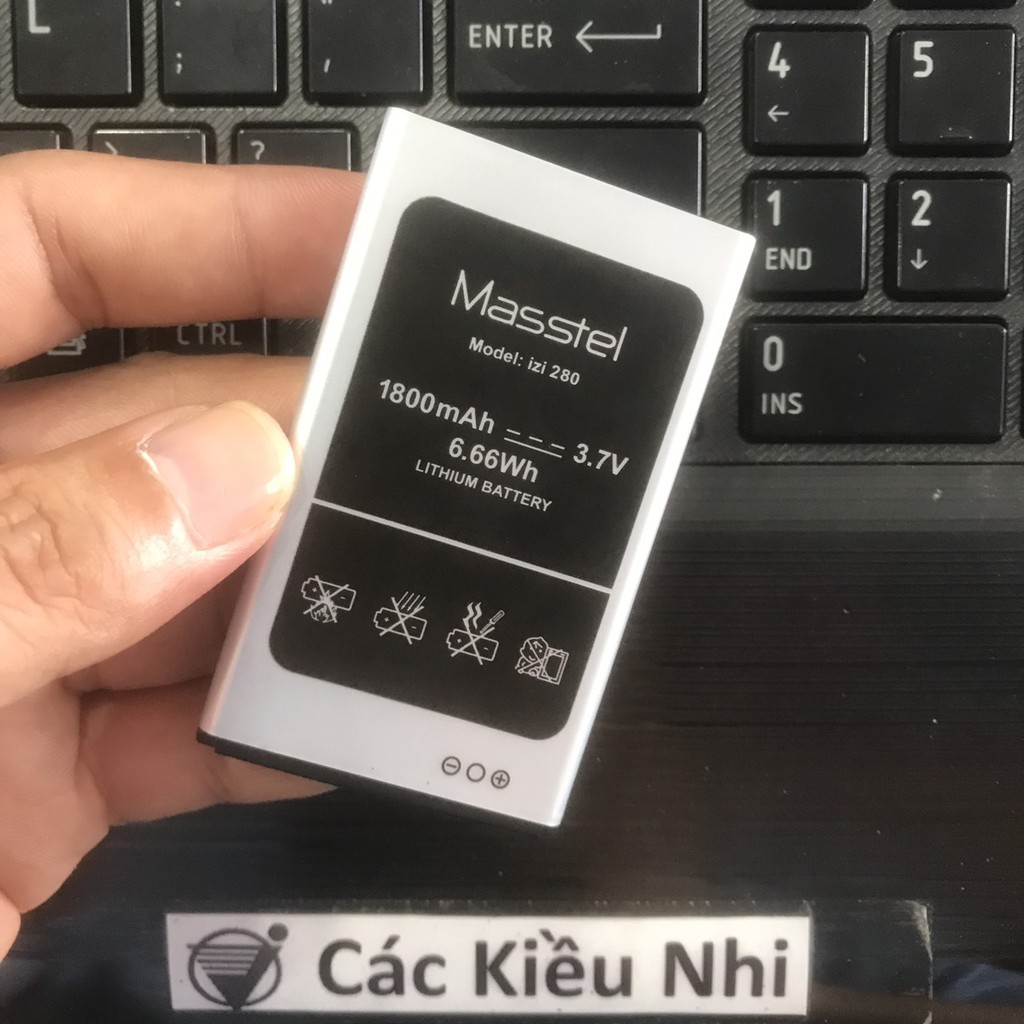 L
;
'
ENTER
4
5
?
1
END
2
CTRL
0
INS
Masstel
Model: izi 280
1800mAh 3.7V
6.66Wh
LITHIUM BATTERY
Các Kiều Nhi